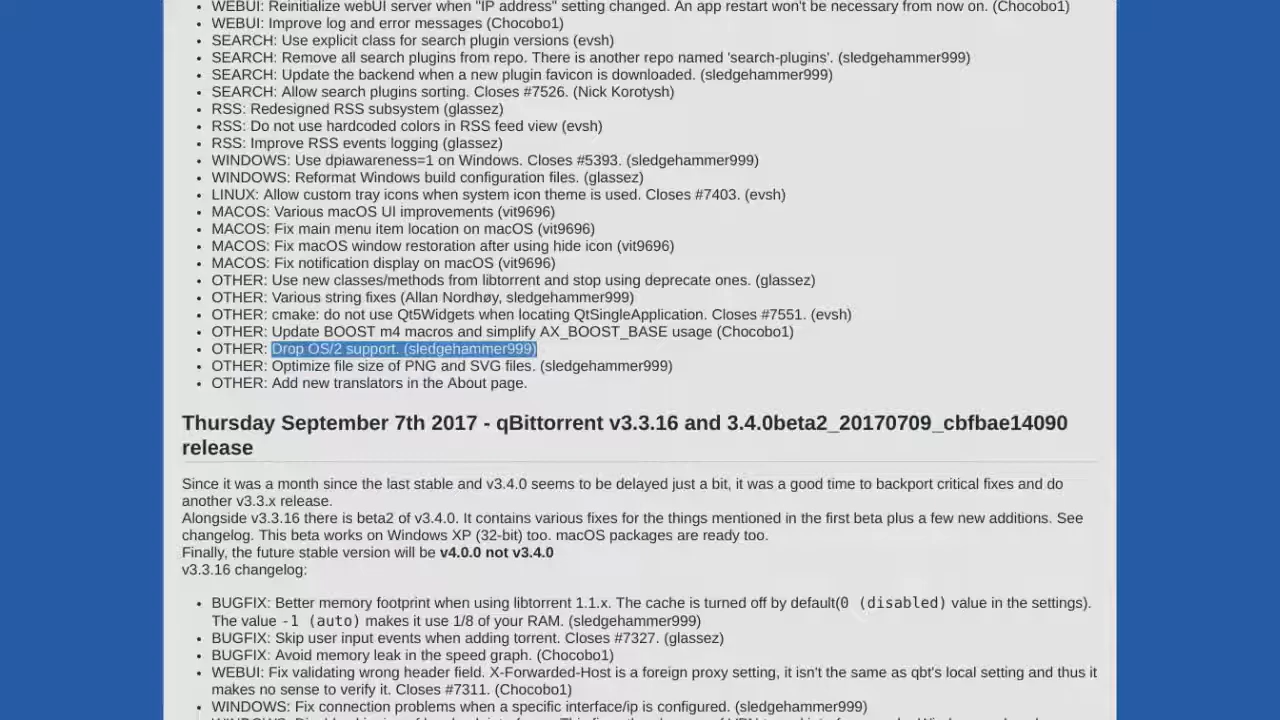 WEBUI: Reinitialize webUI server when "IP address" setting changed. An app restart won't be necessary from now on. (Chocobo1)
WEBUI: Improve log and error messages (Chocobo1)
SEARCH: Use explicit class for search plugin versions (evsh)
SEARCH: Remove all search plugins from repo. There is another repo named 'search-plugins'. (sledgehammer999)
SEARCH: Update the backend when a new plugin favicon is downloaded. (sledgehammer999)
SEARCH: Allow search plugins sorting. Closes #7526. (Nick Korotysh)
RSS: Redesigned RSS subsystem (glassez)
RSS: Do not use hardcoded colors in RSS feed view (evsh)
RSS: Improve RSS events logging (glassez)
WINDOWS: Use dpiawareness=1 on Windows. Closes #5393. (sledgehammer999)
WINDOWS: Reformat Windows build configuration files. (glassez)
LINUX: Allow custom tray icons when system icon theme is used. Closes #7403. (evsh)
MACOS: Various macOS UI improvements (vit9696)
MACOS: Fix main menu item location on macOS (vit9696)
MACOS: Fix macOS window restoration after using hide icon (vit9696)
MACOS: Fix notification display on macOS (vit9696)
OTHER: Use new classes/methods from libtorrent and stop using deprecate ones. (glassez)
OTHER: Various string fixes (Allan Nordhøy, sledgehammer999)
OTHER: cmake: do not use Qt5Widgets when locating QtSingleApplication. Closes #7551. (evsh)
OTHER: Update BOOST m4 macros and simplify AX_BOOST_BASE usage (Chocobo1)
OTHER: Drop OS/2 support. (sledgehammer999)
OTHER: Optimize file size of PNG and SVG files. (sledgehammer999)
OTHER: Add new translators in the About page.
Thursday September 7th 2017 - qBittorrent v3.3.16 and 3.4.0beta2_20170709_cbfbae14090
release
Since it was a month since the last stable and v3.4.0 seems to be delayed just a bit, it was a good time to backport critical fixes and do
another v3.3.x release.
Alongside v3.3.16 there is beta2 of v3.4.0. It contains various fixes for the things mentioned in the first beta plus a few new additions. See
changelog. This beta works on Windows XP (32-bit) too. macOS packages are ready too.
Finally, the future stable version will be v4.0.0 not v3.4.0
v3.3.16 changelog:
BUGFIX: Better memory footprint when using libtorrent 1.1.x. The cache is turned off by default(0 (disabled) value in the settings).
The value -1 (auto) makes it use 1/8 of your RAM. (sledgehammer999)
BUGFIX: Skip user input events when adding torrent. Closes #7327. (glassez)
BUGFIX: Avoid memory leak in the speed graph. (Chocobo1)
WEBUI: Fix validating wrong header field. X-Forwarded-Host is a foreign proxy setting, it isn't the same as qbt's local setting and thus it
makes no sense to verify it. Closes #7311. (Chocobo1)
WINDOWS: Fix connection problems when a specific interface/ip is configured. (sledgehammer999)